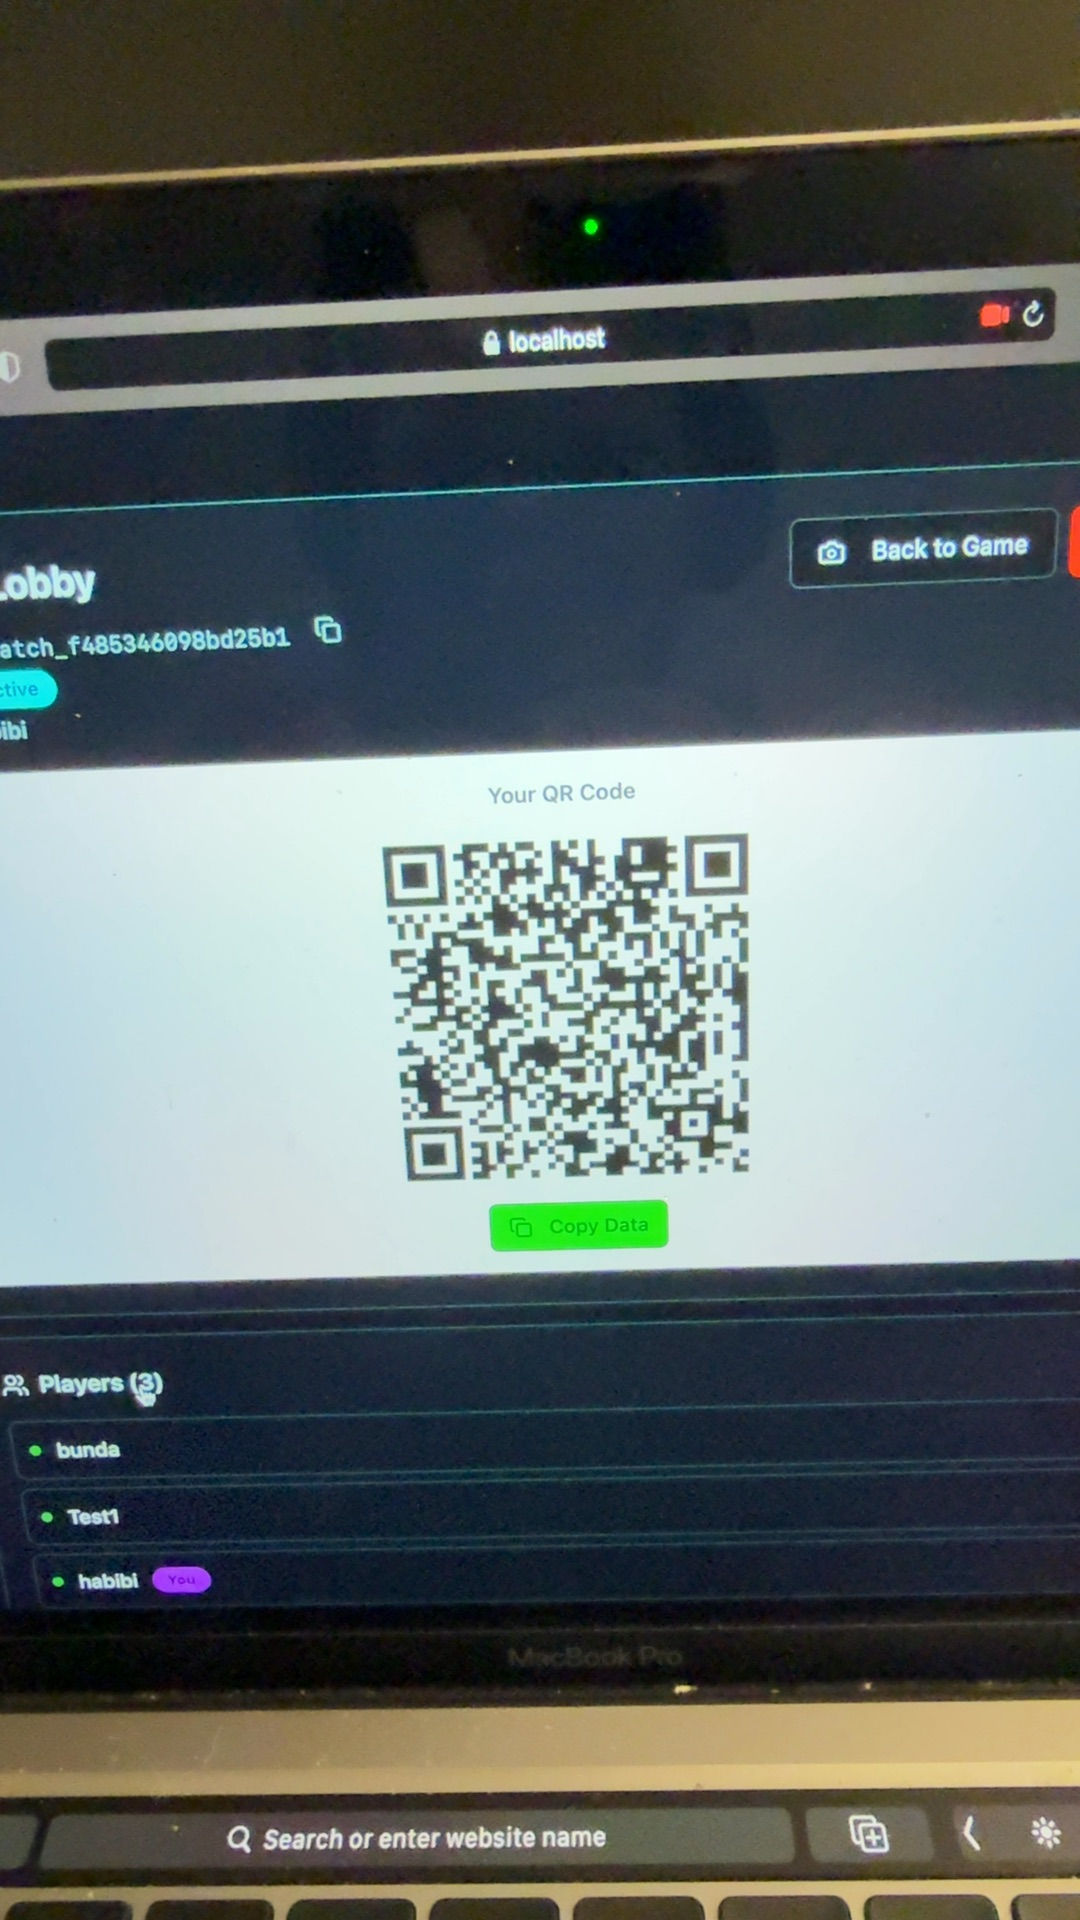 localhost
Lobby
Back to Game
atch_f485346098bd25b1
ctive
ibi
Your QR Code
Copy Data
Players (3)
bunda
Test1
habibi You
MacBook Pro
Search or enter website name